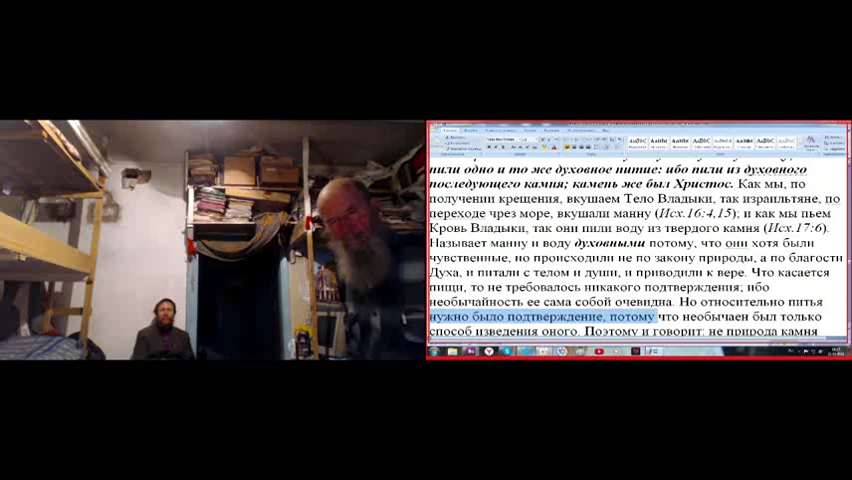 пили одно и то же духовное питие: ибо пили из духовного
последующего камня; камень же был Христос. Как мы, по
получении крещения, вкушаем Тело Владыки, так израильтяне, по
переходе чрез море, вкушали манну (Исх.16:4,15); и как мы пьем
Кровь Владыки, так они пили воду из твердого камня (Исх.17:6).
Называет манну и воду духовными потому, что они хотя были
чувственные, но происходили не по закону природы, а по благости
Духа, и питали с телом и души, и приводили к вере. Что касается
пищи, то не требовалось никакого подтверждения; ибо
необычайность ее сама собой очевидна. Но относительно питья
нужно было подтверждение, потому что необычаен был только
способ изведения оного. Поэтому и говорит: не природа камня